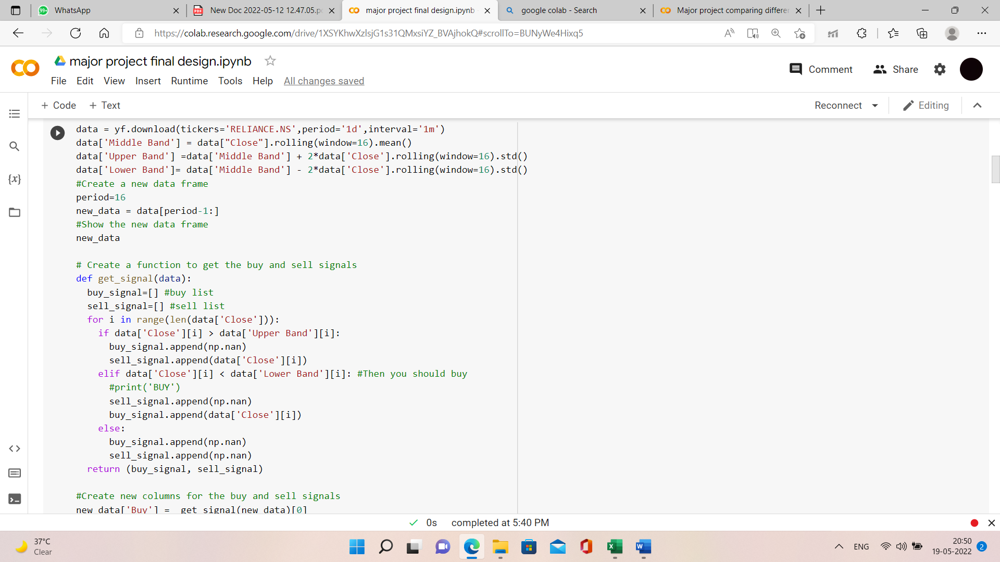 WhatsApp
New Doc 2022-05-12 12.47.05.p
major project final design.ipynb
google colab - Search
Major project comparing differe
99+
PDF
https://colab.research.google.com/drive/1XSYKhwXzIsjG1s31QMxsiYZ_BVAjhokQ#scrollTo=BUNyWe4Hixq5
major project final design.ipynb
File Edit View Insert Runtime Tools Help All changes saved
Comment Share
+ Code + Text
Reconnect Editing
data = yf.download(tickers='RELIANCE.NS',period='1d',interval='1m')
data['Middle Band'] = data["Close"].rolling(window=16).mean()
data['Upper Band'] =data['Middle Band'] + 2*data['Close'].rolling(window=16).std()
data['Lower Band']= data['Middle Band'] - 2*data['Close'].rolling(window=16).std()
#Create a new data frame
period=16
new_data = data[period-1:]
#Show the new data frame
new_data
# Create a function to get the buy and sell signals
def get_signal(data):
buy_signal=[] #buy list
sell_signal=[] #sell list
for i in range(len(data['Close'])):
if data['Close'][i] > data['Upper Band'][i]:
buy_signal.append(np.nan)
sell_signal.append(data['Close'][i])
elif data['Close'][i] < data['Lower Band'][i]: #Then you should buy
#print('BUY')
sell_signal.append(np.nan)
buy_signal.append(data['Close'][i])
else:
buy_signal.append(np.nan)
sell_signal.append(np.nan)
return (buy_signal, sell_signal)
#Create new columns for the buy and sell signals
new_data['Buy'] =  get_signal(new_data)[0]
{x}
0s completed at 5:40 PM
37°C
Clear
ENG
20:50
19-05-2022
2